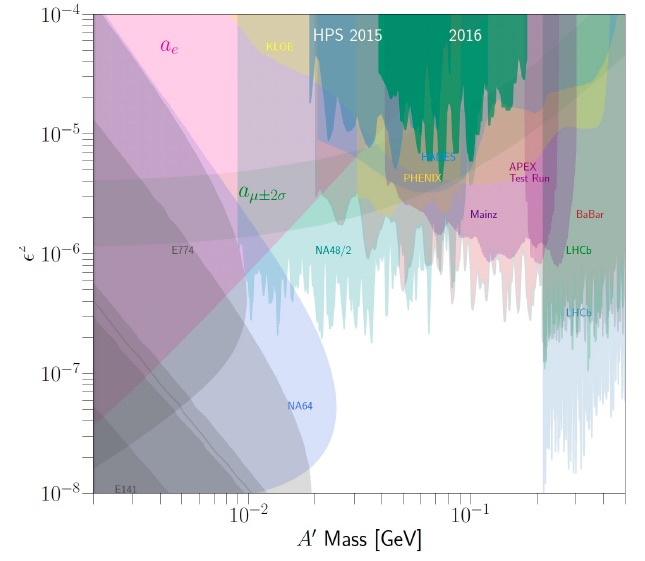 10⁻⁴
HPS 2015
2016
a_e
KLOE
10⁻⁵
HADES
APEX
Test Run
PHENIX
a_μ±2σ
Mainz
BaBar
ϵ²
10⁻⁶
E774
NA48/2
LHCb
LHCb
10⁻⁷
NA64
10⁻⁸
E141
10⁻²
10⁻¹
A′ Mass [GeV]